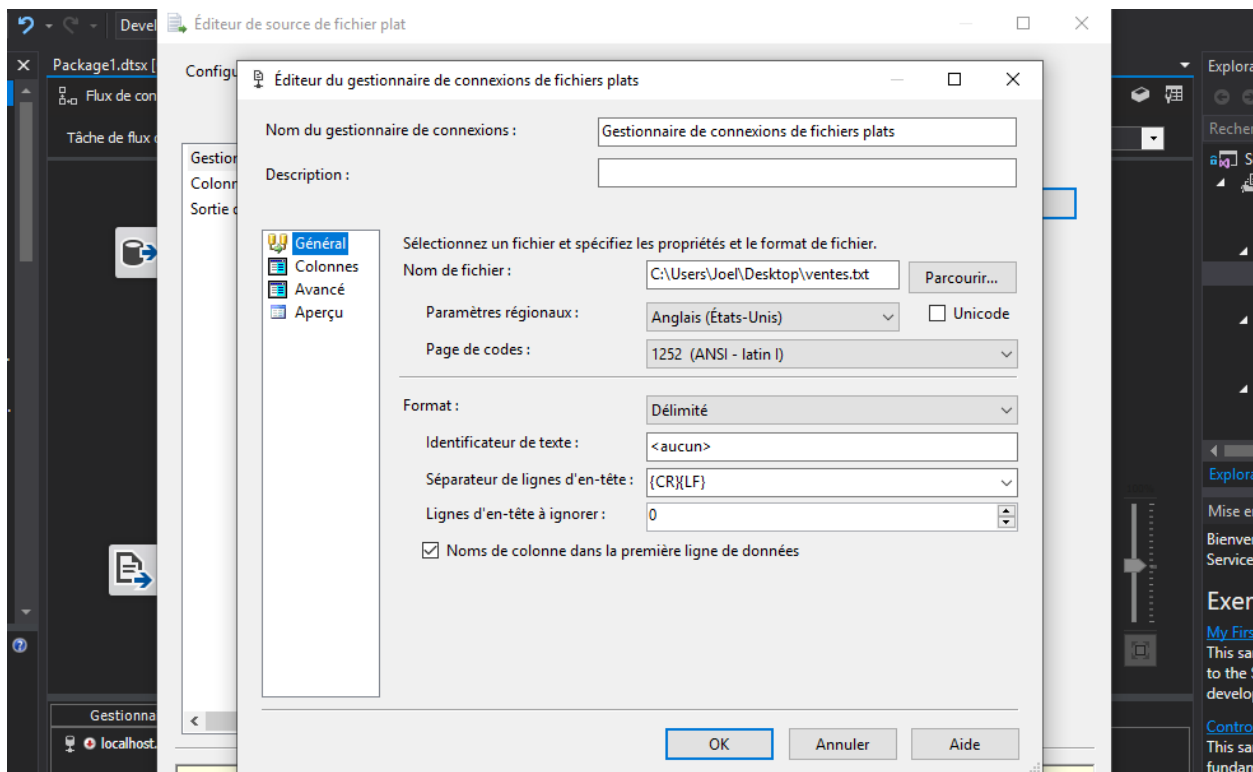 Devel
Éditeur de source de fichier plat
Package1.dtsx [
Configu
Éditeur du gestionnaire de connexions de fichiers plats
Explora
Flux de con
Tâche de flux
Recher
Gestion
Colonn
Sortie
Nom du gestionnaire de connexions :
Gestionnaire de connexions de fichiers plats
Description :
Général
Colonnes
Avancé
Aperçu
Sélectionnez un fichier et spécifiez les propriétés et le format de fichier.
Nom de fichier :
C:\Users\Joel\Desktop\ventes.txt
Parcourir...
Paramètres régionaux :
Anglais (États-Unis)
Unicode
Page de codes :
1252 (ANSI - latin I)
Format :
Délimité
Identificateur de texte :
<aucun>
Séparateur de lignes d'en-tête :
{CR}{LF}
Lignes d'en-tête à ignorer :
0
Noms de colonne dans la première ligne de données
Explora
Mise e
Bienve
Service
Exer
My Firs
This sa
to the
develo
Contro
This sa
fundar
Gestionna
localhost.
OK
Annuler
Aide